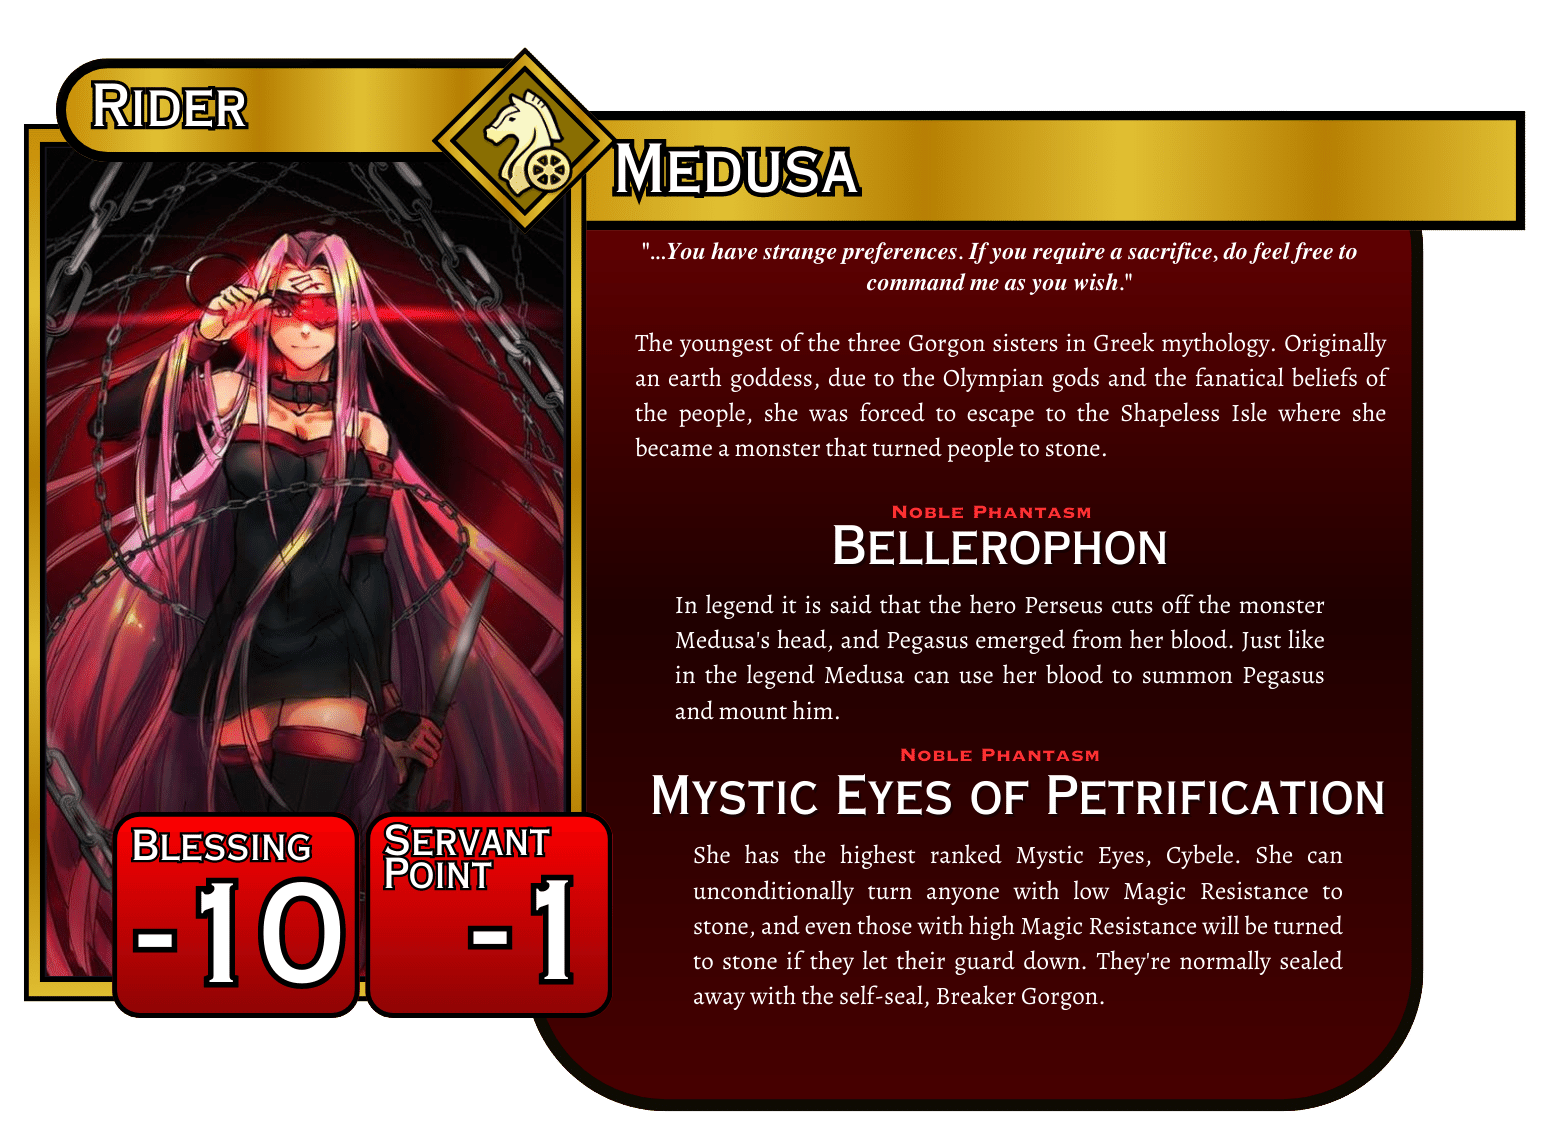 Rider
Medusa
"...You have strange preferences. If you require a sacrifice, do feel free to
command me as you wish."
The youngest of the three Gorgon sisters in Greek mythology. Originally
an earth goddess, due to the Olympian gods and the fanatical beliefs of
the people, she was forced to escape to the Shapeless Isle where she
became a monster that turned people to stone.
Noble Phantasm
Bellerophon
In legend it is said that the hero Perseus cuts off the monster
Medusa's head, and Pegasus emerged from her blood. Just like
in the legend Medusa can use her blood to summon Pegasus
and mount him.
Noble Phantasm
Mystic Eyes of Petrification
She has the highest ranked Mystic Eyes, Cybele. She can
unconditionally turn anyone with low Magic Resistance to
stone, and even those with high Magic Resistance will be turned
to stone if they let their guard down. They're normally sealed
away with the self-seal, Breaker Gorgon.
Blessing
-10
Servant
Point
-1